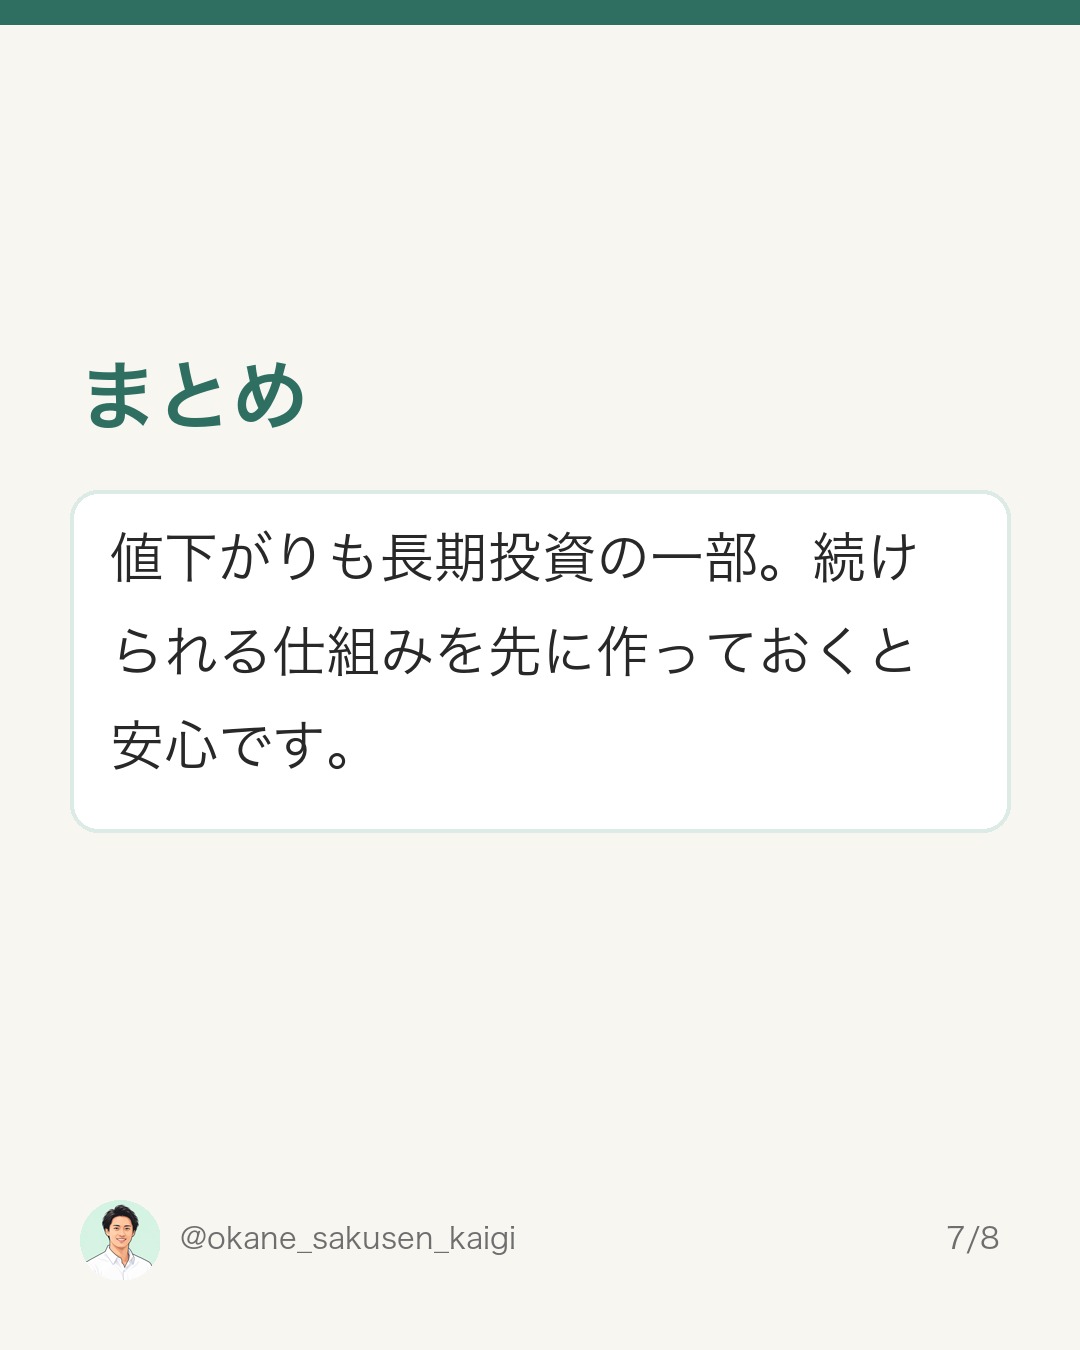 まとめ
値下がりも長期投資の一部。続け
られる仕組みを先に作っておくと
安心です。
@okane_sakusen_kaigi
7/8